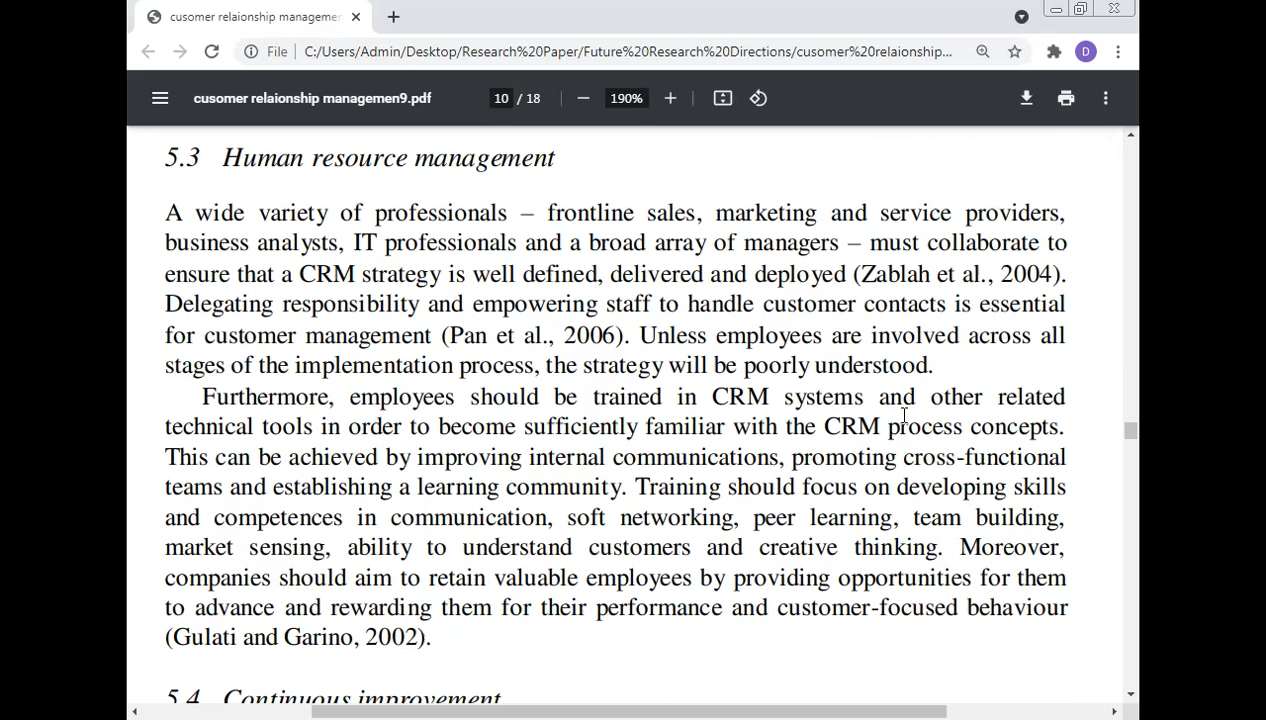 cusomer relaionship managemer
File C:/Users/Admin/Desktop/Research%20Paper/Future%20Research%20Directions/cusomer%20relaionship...
D
cusomer relaionship managemen9.pdf 10 / 18 190%
5.3 Human resource management
A wide variety of professionals – frontline sales, marketing and service providers,
business analysts, IT professionals and a broad array of managers – must collaborate to
ensure that a CRM strategy is well defined, delivered and deployed (Zablah et al., 2004).
Delegating responsibility and empowering staff to handle customer contacts is essential
for customer management (Pan et al., 2006). Unless employees are involved across all
stages of the implementation process, the strategy will be poorly understood.
Furthermore, employees should be trained in CRM systems and other related
technical tools in order to become sufficiently familiar with the CRM process concepts.
This can be achieved by improving internal communications, promoting cross-functional
teams and establishing a learning community. Training should focus on developing skills
and competences in communication, soft networking, peer learning, team building,
market sensing, ability to understand customers and creative thinking. Moreover,
companies should aim to retain valuable employees by providing opportunities for them
to advance and rewarding them for their performance and customer-focused behaviour
(Gulati and Garino, 2002).
5.4 Continuous improvement